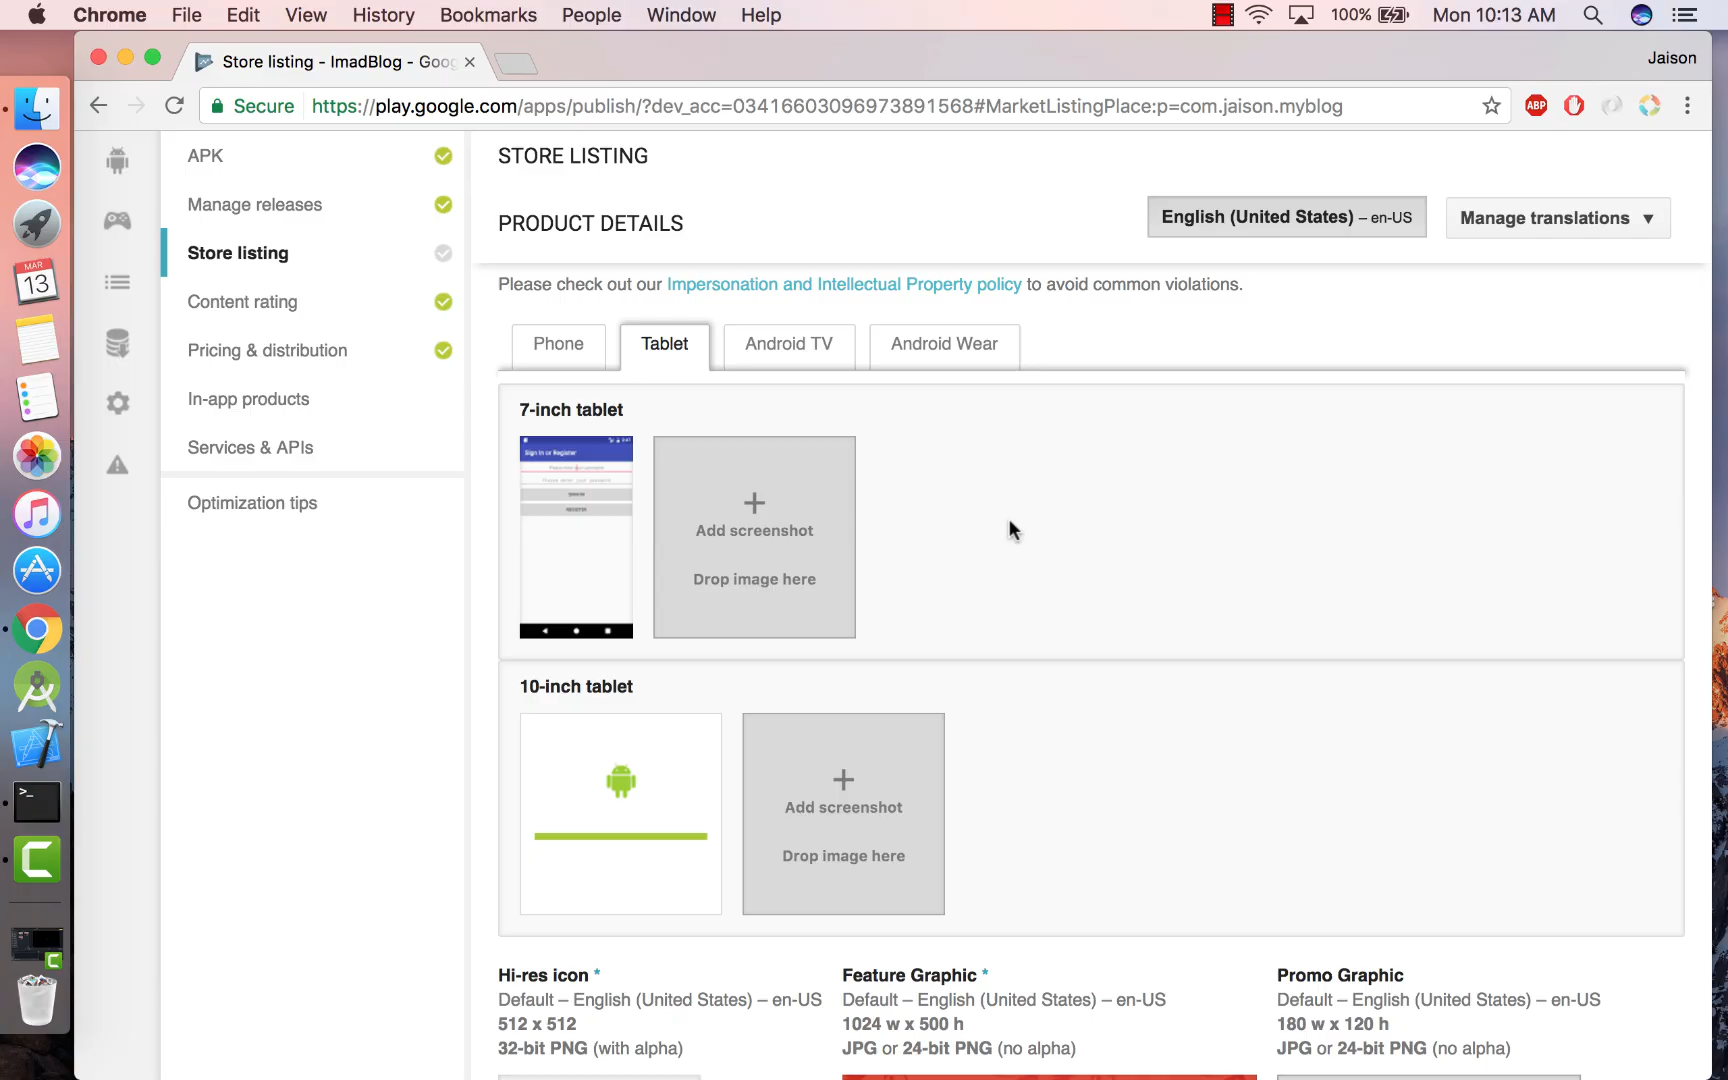 Chrome File Edit View History Bookmarks People Window Help 100% Mon 10:13 AM
Store listing - ImadBlog - Goog Jaison
Secure https://play.google.com/apps/publish/?dev_acc=03416603096973891568#MarketListingPlace:p=com.jaison.myblog
ABP
MAR
13
APK
Manage releases
Store listing
Content rating
Pricing & distribution
In-app products
Services & APIs
Optimization tips
STORE LISTING
PRODUCT DETAILS
English (United States) – en-US
Manage translations
Please check out our Impersonation and Intellectual Property policy to avoid common violations.
Phone Tablet Android TV Android Wear
7-inch tablet
Sign In or Register
Add screenshot
Drop image here
10-inch tablet
Add screenshot
Drop image here
Hi-res icon *
Default – English (United States) – en-US
512 x 512
32-bit PNG (with alpha)
Feature Graphic *
Default – English (United States) – en-US
1024 w x 500 h
JPG or 24-bit PNG (no alpha)
Promo Graphic
Default – English (United States) – en-US
180 w x 120 h
JPG or 24-bit PNG (no alpha)